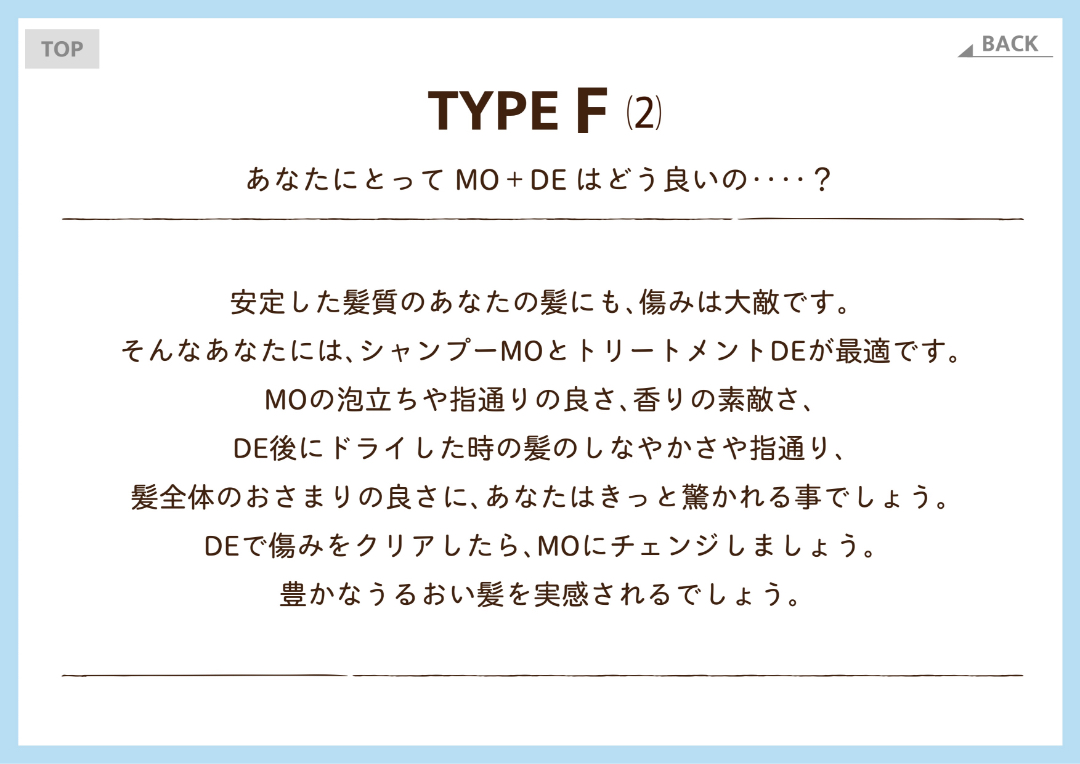 TOP
BACK
TYPE F (2)
あなたにとって MO + DE はどう良いの‥‥？
安定した髪質のあなたの髪にも、傷みは大敵です。
そんなあなたには、シャンプーMOとトリートメントDEが最適です。
MOの泡立ちや指通りの良さ、香りの素敵さ、
DE後にドライした時の髪のしなやかさや指通り、
髪全体のおさまりの良さに、あなたはきっと驚かれる事でしょう。
DEで傷みをクリアしたら、MOにチェンジしましょう。
豊かなうるおい髪を実感されるでしょう。